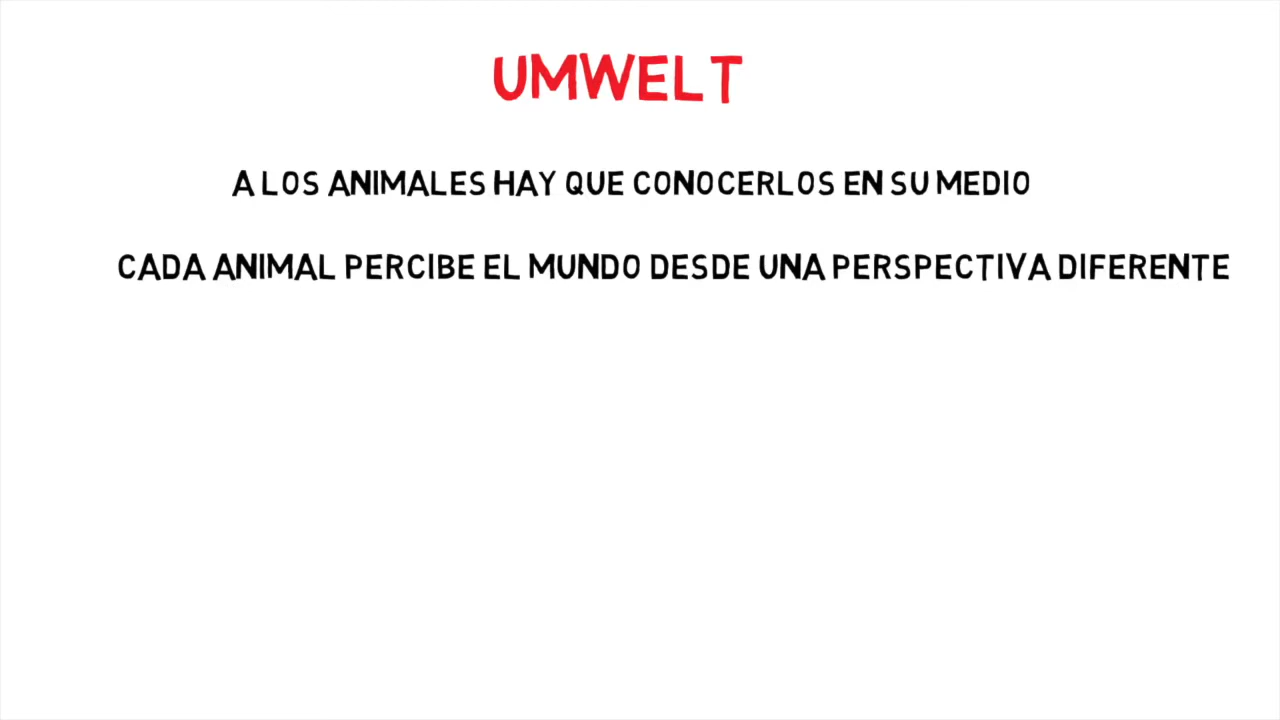 UMWELT
A LOS ANIMALES HAY QUE CONOCERLOS EN SU MEDIO
CADA ANIMAL PERCIBE EL MUNDO DESDE UNA PERSPECTIVA DIFERENTE